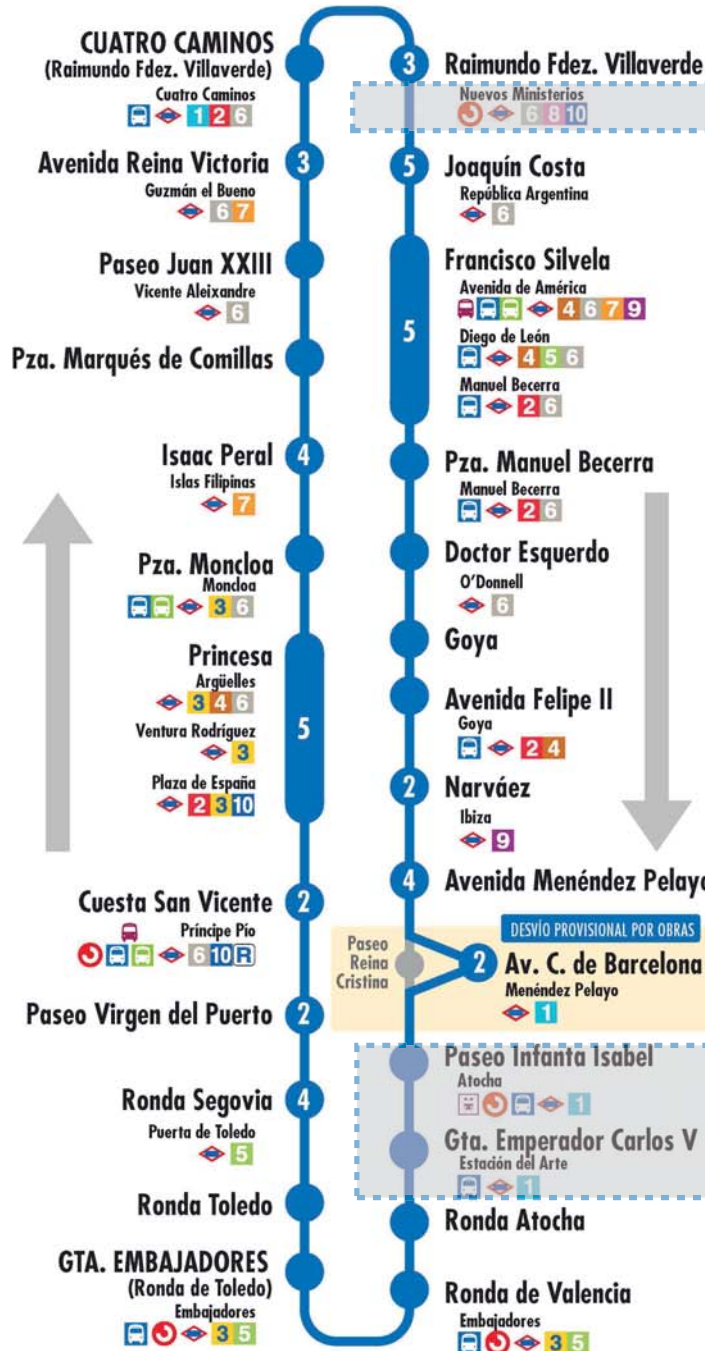 CUATRO CAMINOS
(Raimundo Fdez. Villaverde)
Cuatro Caminos
1 2 6
3
Avenida Reina Victoria
Guzmán el Bueno
6 7
Paseo Juan XXIII
Vicente Aleixandre
6
Pza. Marqués de Comillas
Isaac Peral
4
Islas Filipinas
7
Pza. Moncloa
Moncloa
3 6
Princesa
Argüelles
3 4 6
5
Ventura Rodríguez
3
Plaza de España
2 3 10
Cuesta San Vicente
2
Príncipe Pío
6 10 R
Paseo Virgen del Puerto
2
Ronda Segovia
4
Puerta de Toledo
5
Ronda Toledo
GTA. EMBAJADORES
(Ronda de Toledo)
Embajadores
3 5
3
Raimundo Fdez. Villaverde
Nuevos Ministerios
6 8 10
5
Joaquín Costa
República Argentina
6
Francisco Silvela
Avenida de América
4 6 7 9
5
Diego de León
4 5 6
Manuel Becerra
2 6
Pza. Manuel Becerra
Manuel Becerra
2 6
Doctor Esquerdo
O'Donnell
6
Goya
Avenida Felipe II
Goya
2 4
2
Narváez
Ibiza
9
4
Avenida Menéndez Pelayo
DESVÍO PROVISIONAL POR OBRAS
Paseo
Reina
Cristina
2
Av. C. de Barcelona
Menéndez Pelayo
1
Paseo Infanta Isabel
Atocha
1
Gta. Emperador Carlos V
Estación del Arte
1
Ronda Atocha
Ronda de Valencia
Embajadores
3 5